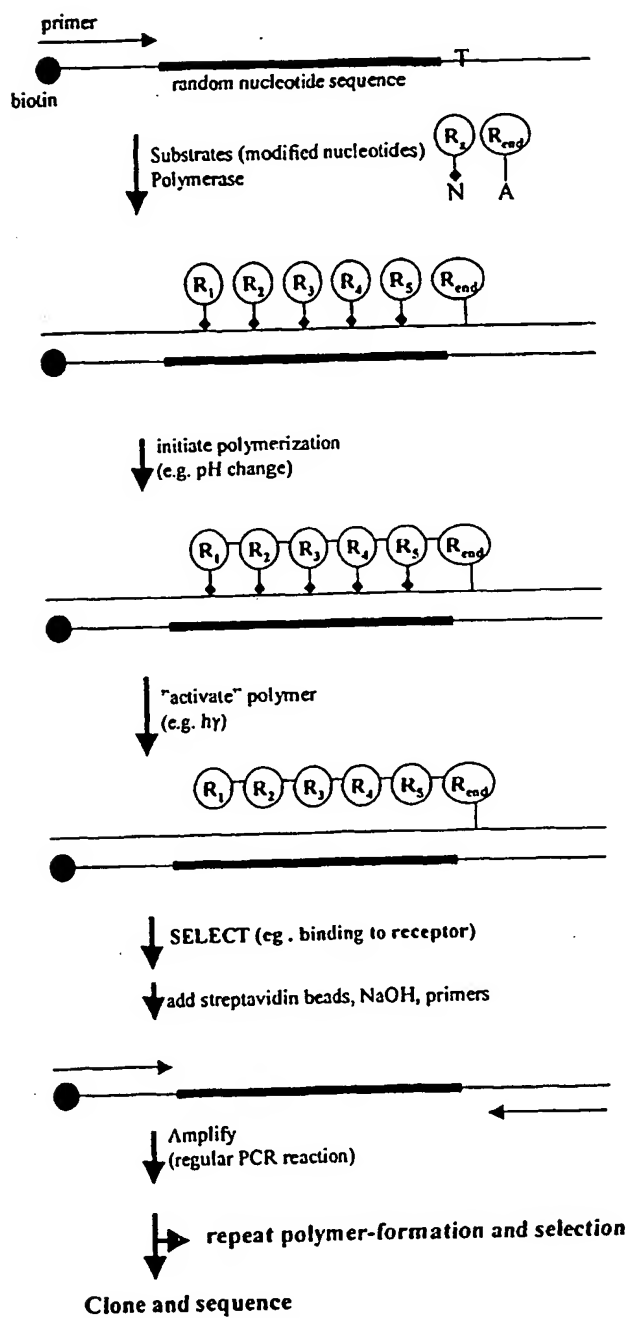 primer
T
biotin
random nucleotide sequence
Substrates (modified nucleotides)
Polymerase
Rx Rend
N A
R1 R2 R3 R4 R5 Rend
initiate polymerization
(e.g. pH change)
R1 R2 R3 R4 R5 Rend
"activate" polymer
(e.g. hγ)
R1 R2 R3 R4 R5 Rend
SELECT (eg . binding to receptor)
add streptavidin beads, NaOH, primers
Amplify
(regular PCR reaction)
repeat polymer-formation and selection
Clone and sequence